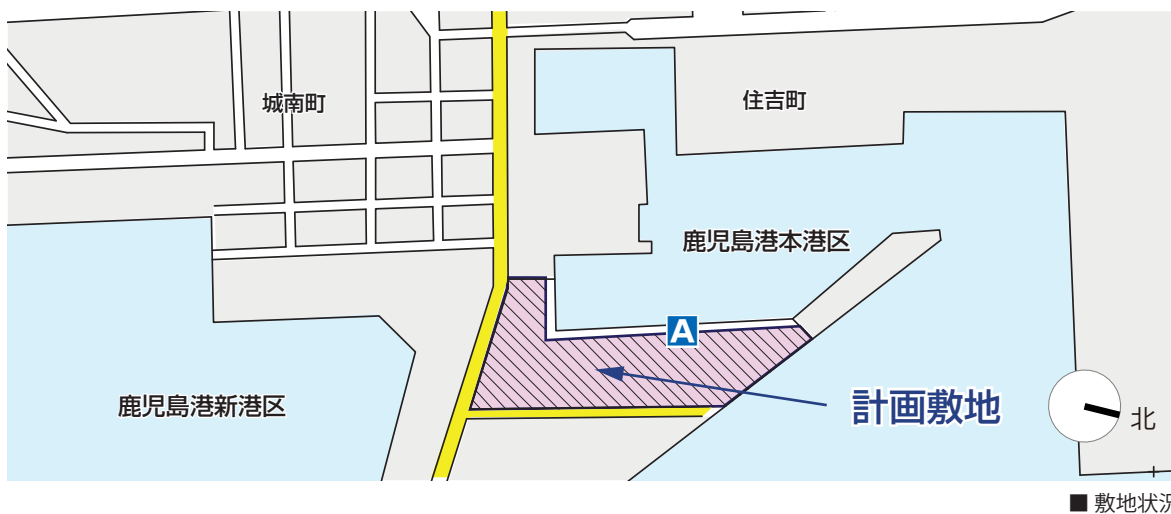 城南町
住吉町
鹿児島港本港区
A
鹿児島港新港区
計画敷地
北
■ 敷地状況